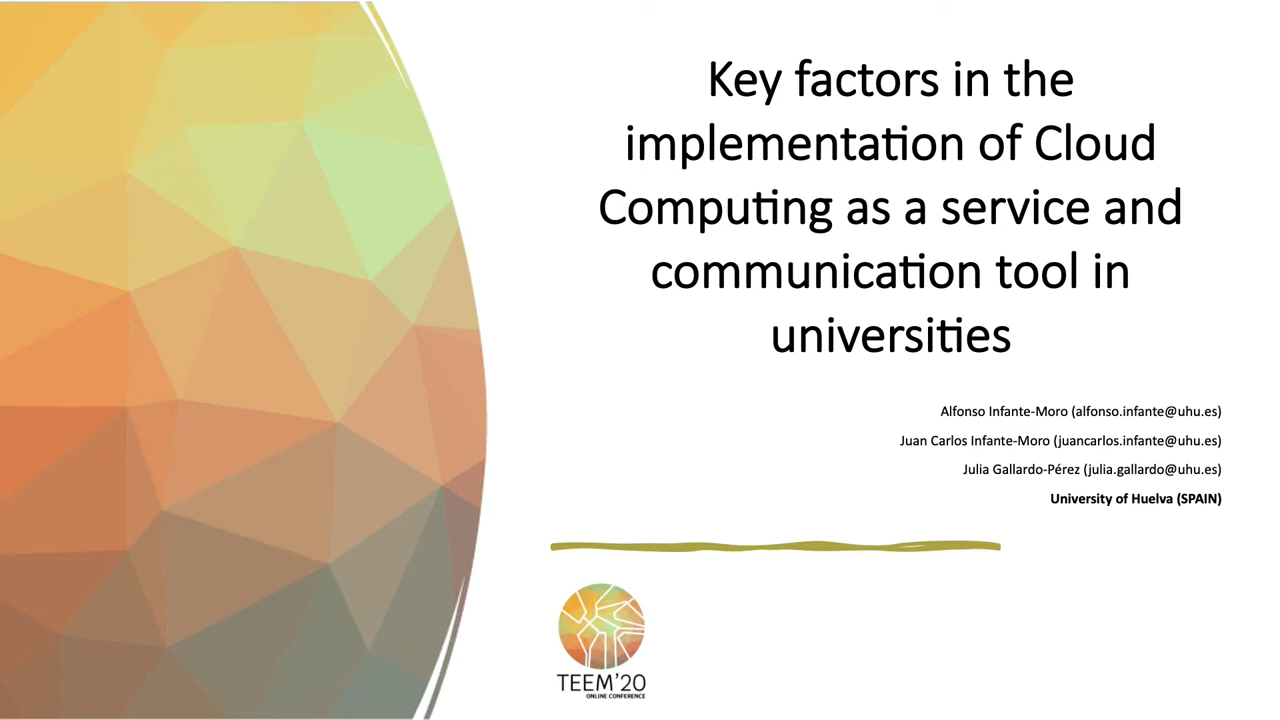 Key factors in the
implementation of Cloud
Computing as a service and
communication tool in
universities
Alfonso Infante-Moro (alfonso.infante@uhu.es)
Juan Carlos Infante-Moro (juancarlos.infante@uhu.es)
Julia Gallardo-Pérez (julia.gallardo@uhu.es)
University of Huelva (SPAIN)
TEEM'20
ONLINE CONFERENCE